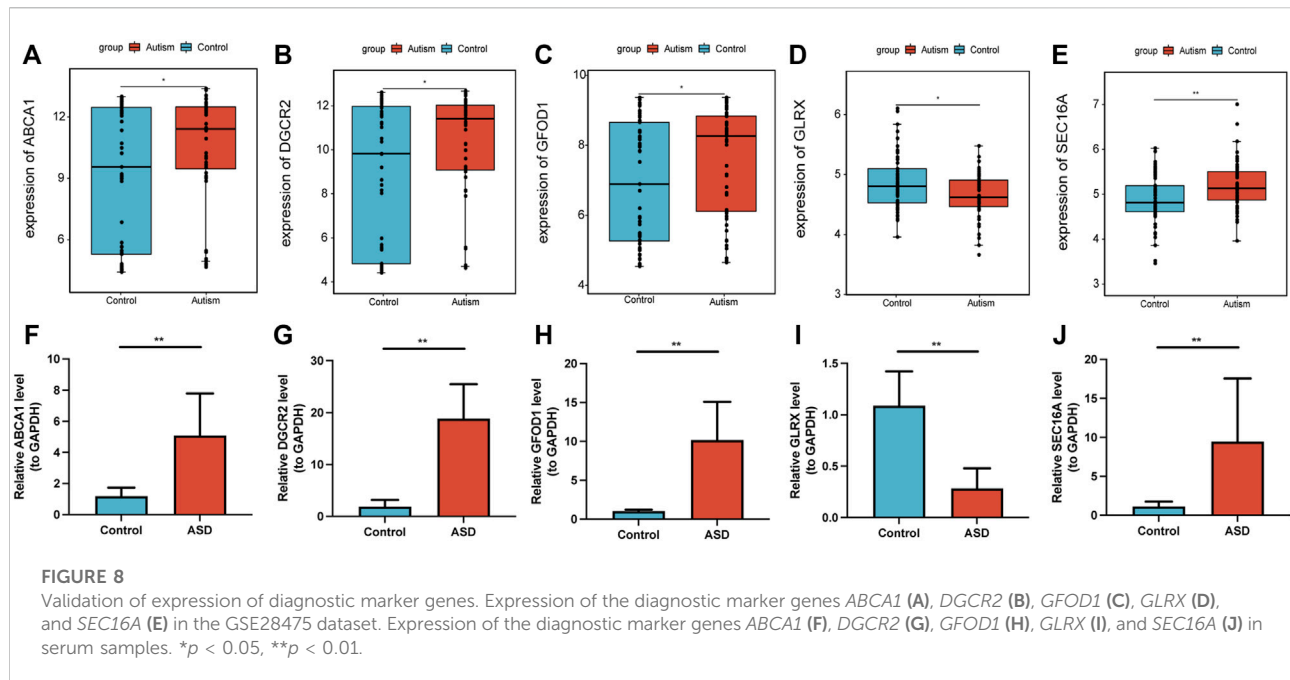 A
group Autism Control
*
expression of ABCA1
12
9
6
Control Autism
B
group Autism Control
*
expression of DGCR2
12
10
8
6
4
Control Autism
C
group Autism Control
*
expression of GFOD1
10
8
6
4
Control Autism
D
group Autism Control
*
expression of GLRX
6
5
4
3
Control Autism
E
group Autism Control
**
expression of SEC16A
7
6
5
4
3
Control Autism
F
**
Relative ABCA1 level
(to GAPDH)
10
8
6
4
2
0
Control ASD
G
**
Relative DGCR2 level
(to GAPDH)
30
20
10
0
Control ASD
H
**
Relative GFOD1 level
(to GAPDH)
20
15
10
5
0
Control ASD
I
**
Relative GLRX level
(to GAPDH)
1.5
1.0
0.5
0.0
Control ASD
J
**
Relative SEC16A level
(to GAPDH)
20
15
10
5
0
Control ASD
FIGURE 8
Validation of expression of diagnostic marker genes. Expression of the diagnostic marker genes ABCA1 (A), DGCR2 (B), GFOD1 (C), GLRX (D),
and SEC16A (E) in the GSE28475 dataset. Expression of the diagnostic marker genes ABCA1 (F), DGCR2 (G), GFOD1 (H), GLRX (I), and SEC16A (J) in
serum samples. *p < 0.05, **p < 0.01.